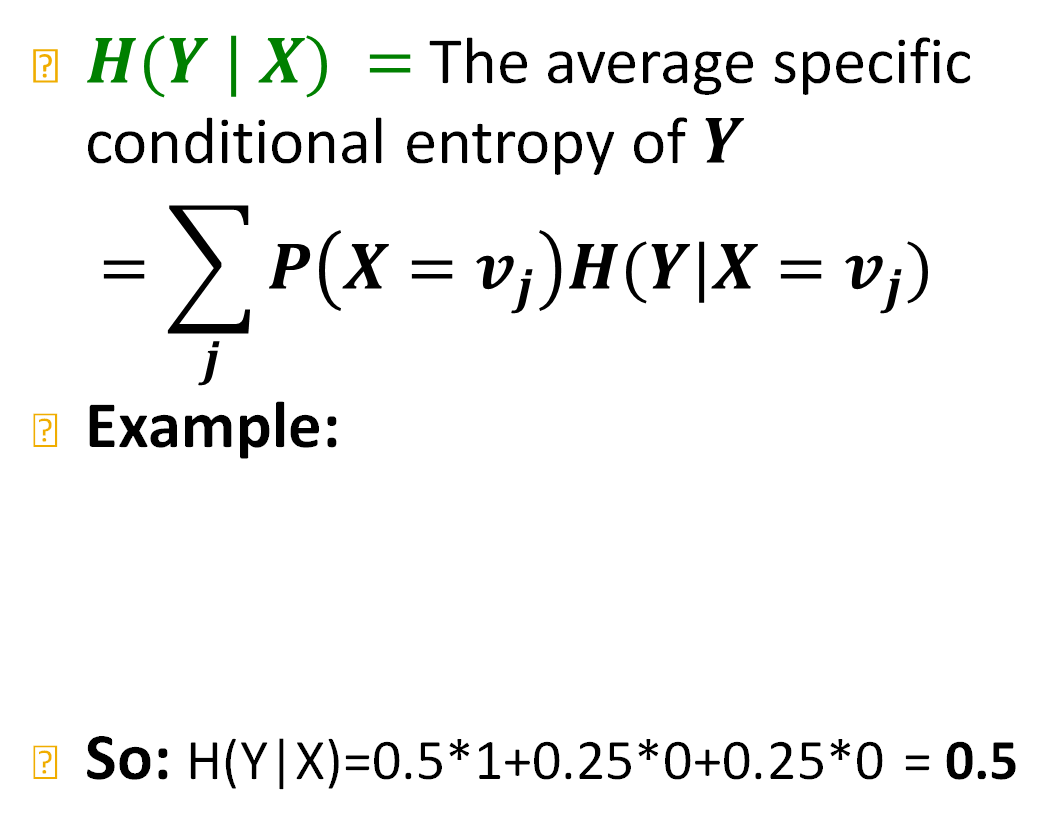 ⍰ H(Y | X) = The average specific
conditional entropy of Y
= ∑_j P(X = v_j)H(Y|X = v_j)
⍰ Example:
⍰ So: H(Y|X)=0.5*1+0.25*0+0.25*0 = 0.5